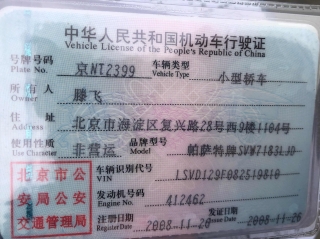 中华人民共和国机动车行驶证
Vehicle License of the People's Republic of China
号牌号码 京NT2399 车辆类型 小型轿车
Plate No. Vehicle Type
所有人 滕飞
Owner
住址 北京市海淀区复兴路28号西9楼1104号
Address
使用性质 非营运 品牌型号 帕萨特牌SVW7183LJD
Use Character Model
北京市公安局公安交通管理局
车辆识别代号 LSVD129F082519810
VIN
发动机号码 412462
Engine No.
注册日期 2008-11-20 发证日期 2008-11-20
Register Date Issue Date